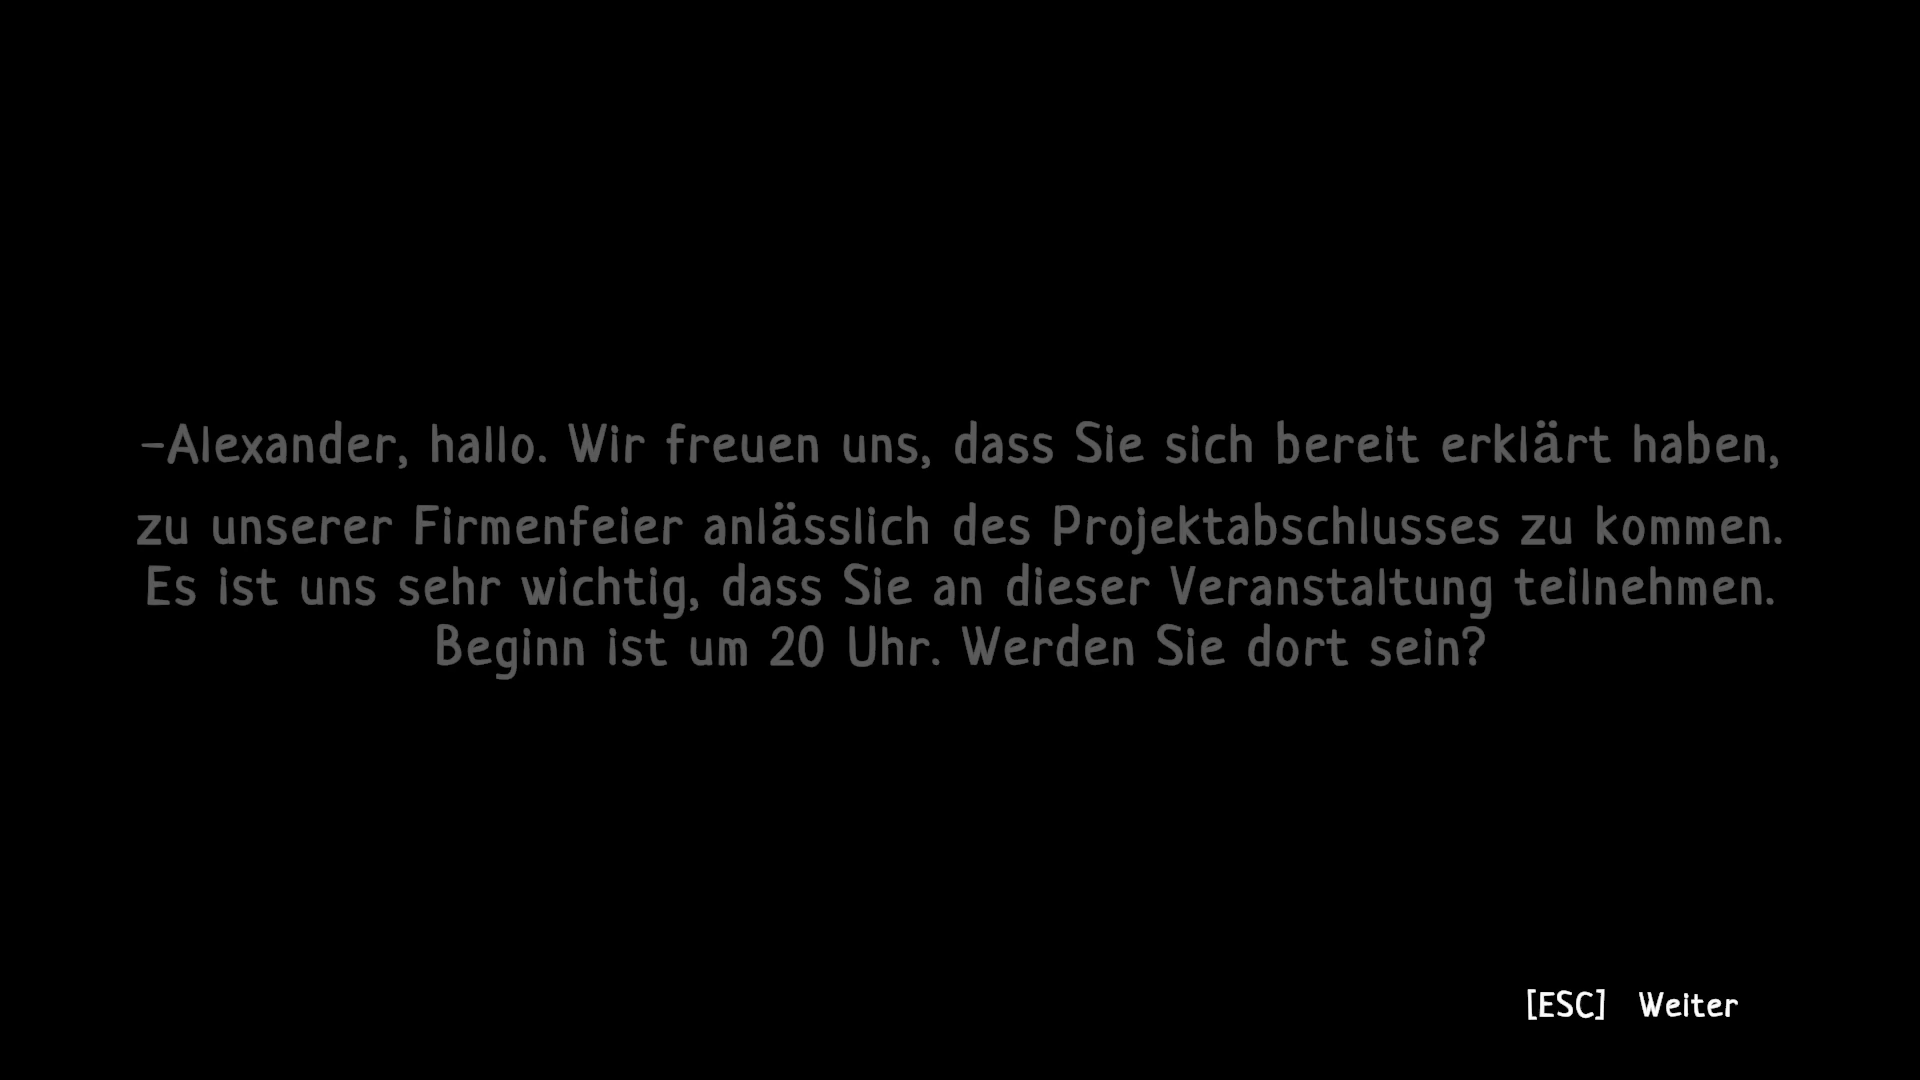 –Alexander, hallo. Wir freuen uns, dass Sie sich bereit erklärt haben,
zu unserer Firmenfeier anlässlich des Projektabschlusses zu kommen.
Es ist uns sehr wichtig, dass Sie an dieser Veranstaltung teilnehmen.
Beginn ist um 20 Uhr. Werden Sie dort sein?
[ESC] Weiter